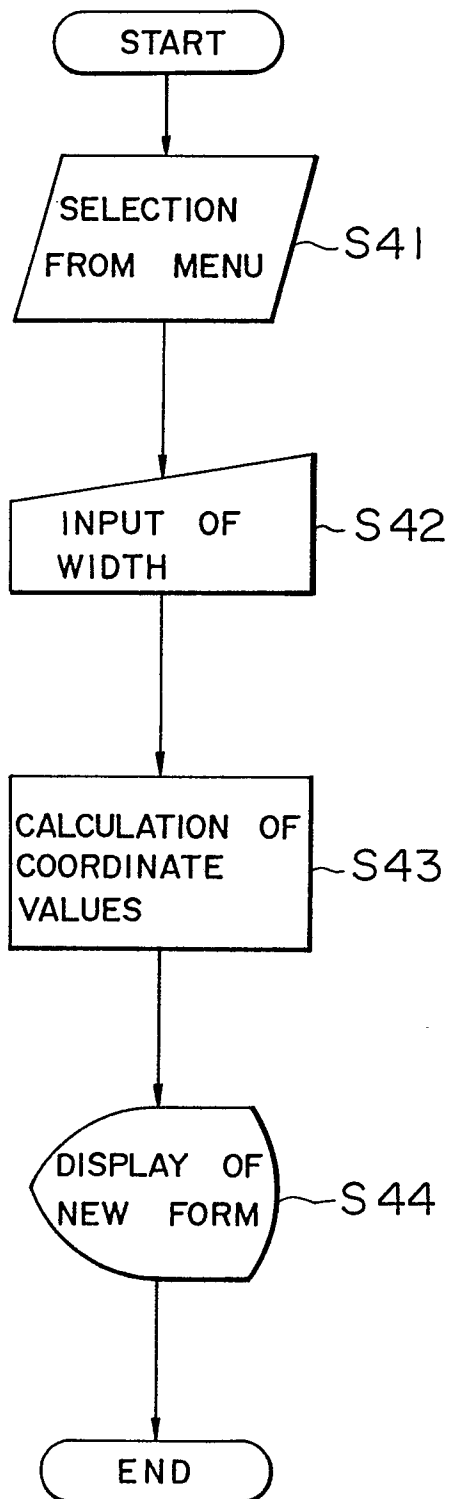 START
SELECTION
FROM MENU
S41
INPUT OF
WIDTH
S42
CALCULATION OF
COORDINATE
VALUES
S43
DISPLAY OF
NEW FORM
S44
END